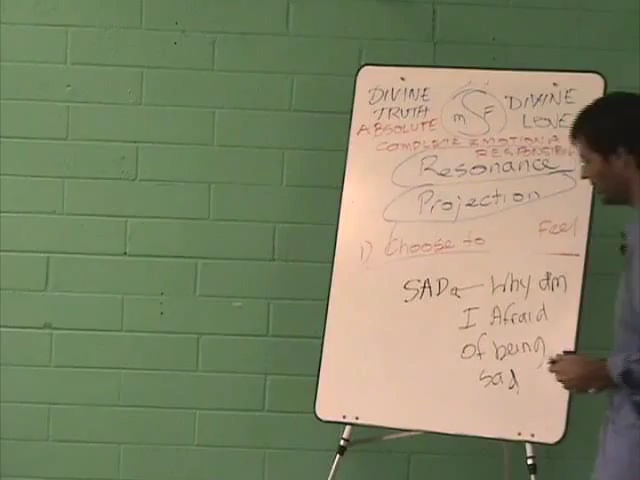 DIVINE TRUTH
m S F
DIVINE LOVE
ABSOLUTE
COMPLETE EMOTIONAL
RESPONSIBI
Resonance
Projection
1) Choose to Feel
SAD
Why Am
I Afraid
of being
sad